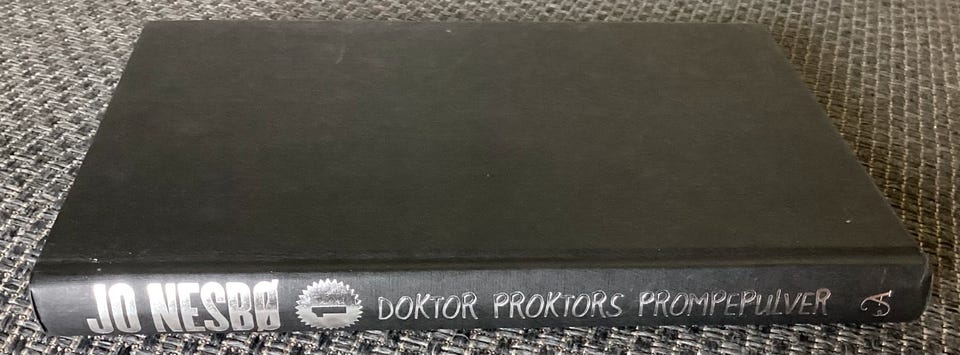 JO NESBØ 1 DOKTOR PROKTORS PROMPEPULVER